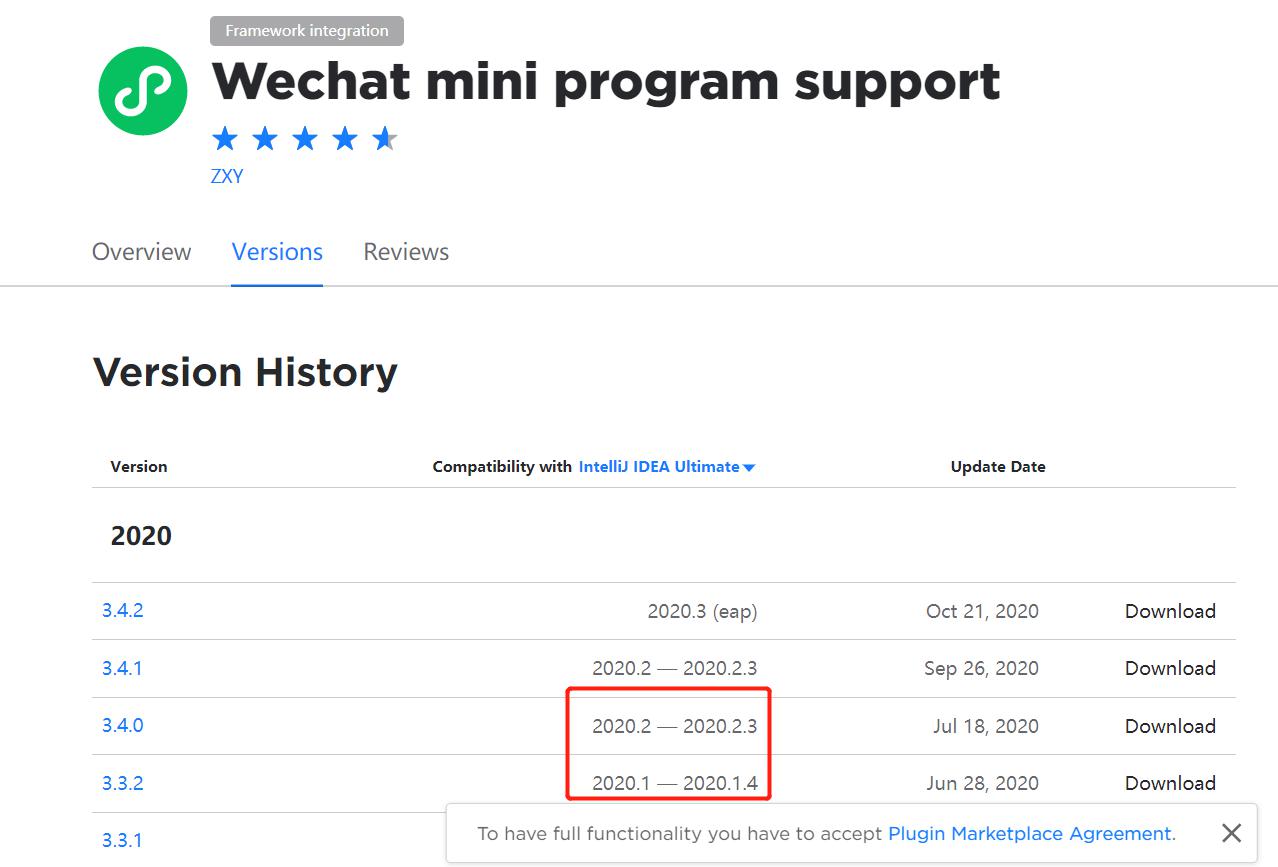 Framework integration
Wechat mini program support
ZXY
Overview Versions Reviews
Version History
Version Compatibility with IntelliJ IDEA Ultimate Update Date
2020
3.4.2 2020.3 (eap) Oct 21, 2020 Download
3.4.1 2020.2 — 2020.2.3 Sep 26, 2020 Download
3.4.0 2020.2 — 2020.2.3 Jul 18, 2020 Download
3.3.2 2020.1 — 2020.1.4 Jun 28, 2020 Download
3.3.1
To have full functionality you have to accept Plugin Marketplace Agreement.